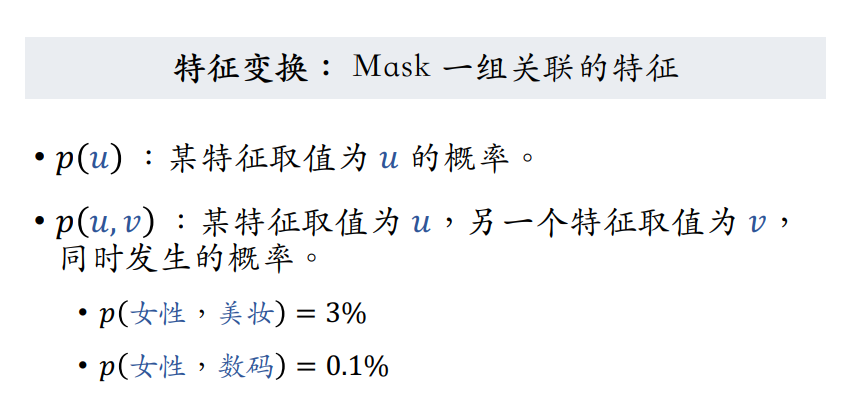 特征变换：Mask 一组关联的特征
• p(u)：某特征取值为 u 的概率。
• p(u, v)：某特征取值为 u，另一个特征取值为 v，
同时发生的概率。
• p(女性，美妆) = 3%
• p(女性，数码) = 0.1%